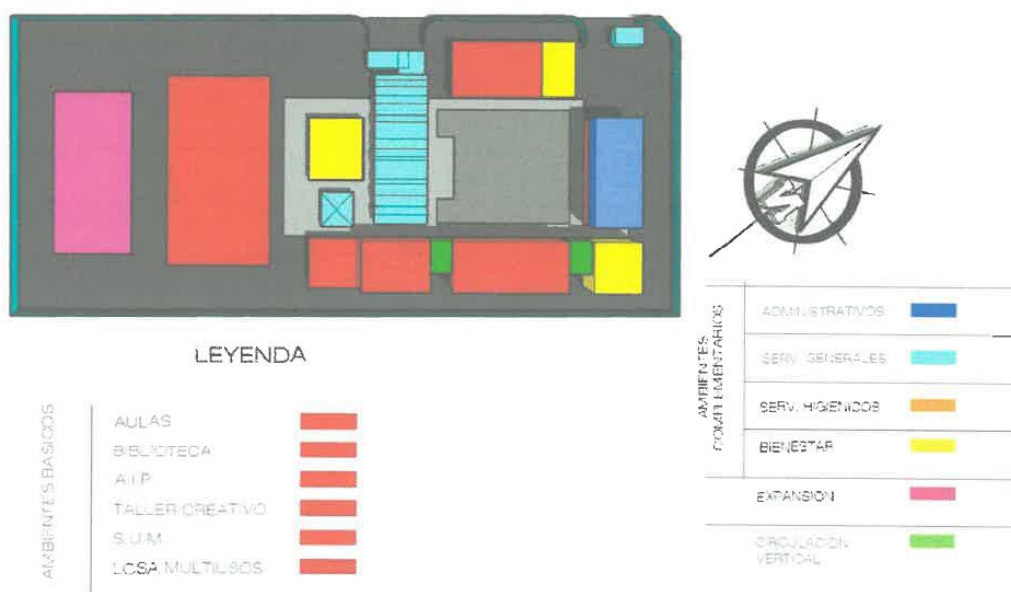 LEYENDA
AMBIENTES BASICOS
AULAS
BIBLIOTECA
A.I.P.
TALLER CREATIVO
S.U.M.
LOSA MULTIUSOS
AMBIENTES
COMPLEMENTARIOS
ADMINISTRATIVOS
SERV. GENERALES
SERV. HIGIENICOS
BIENESTAR
EXPANSION
CIRCULACION
VERTICAL